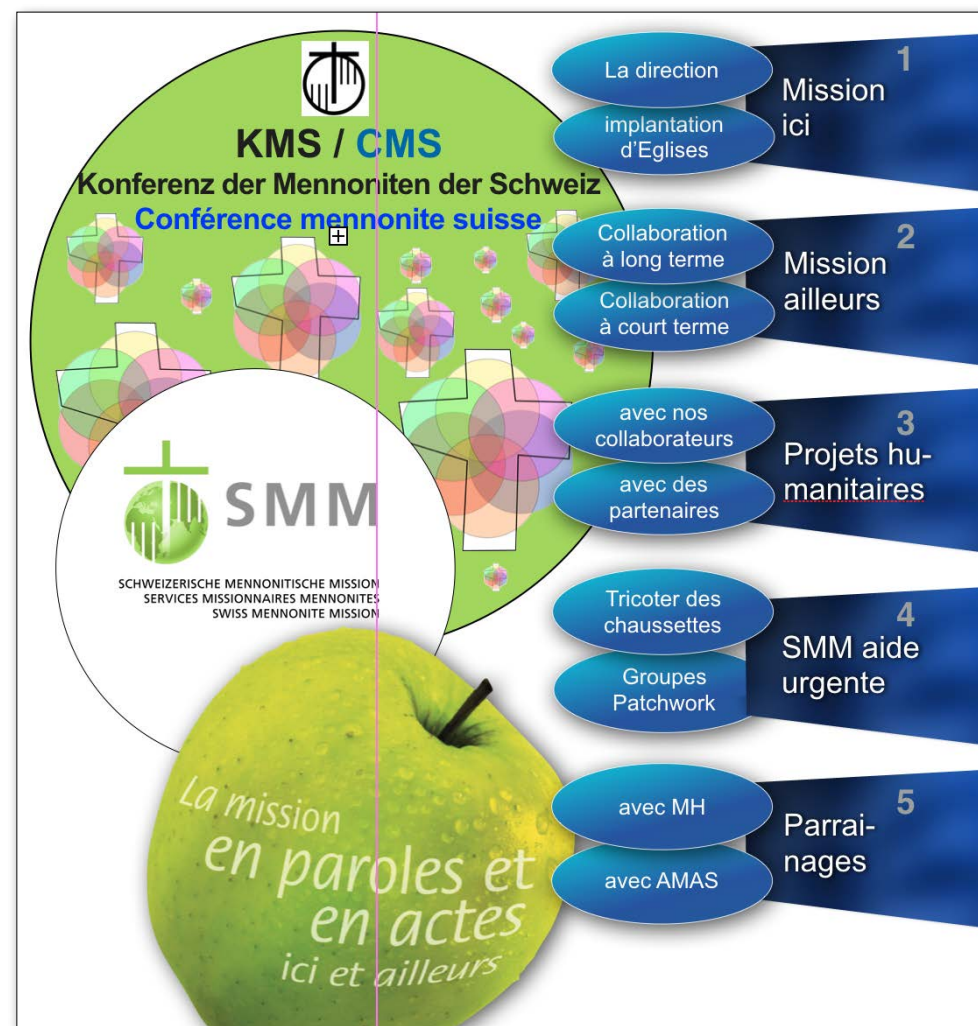 KMS / CMS
Konferenz der Mennoniten der Schweiz
Conférence mennonite suisse
SMM
SCHWEIZERISCHE MENNONITISCHE MISSION
SERVICES MISSIONNAIRES MENNONITES
SWISS MENNONITE MISSION
La mission
en paroles et
en actes
ici et ailleurs
La direction
implantation
d'Eglises
1
Mission
ici
Collaboration
à long terme
Collaboration
à court terme
2
Mission
ailleurs
avec nos
collaborateurs
avec des
partenaires
3
Projets hu-
manitaires
Tricoter des
chaussettes
Groupes
Patchwork
4
SMM aide
urgente
avec MH
avec AMAS
5
Parrai-
nages